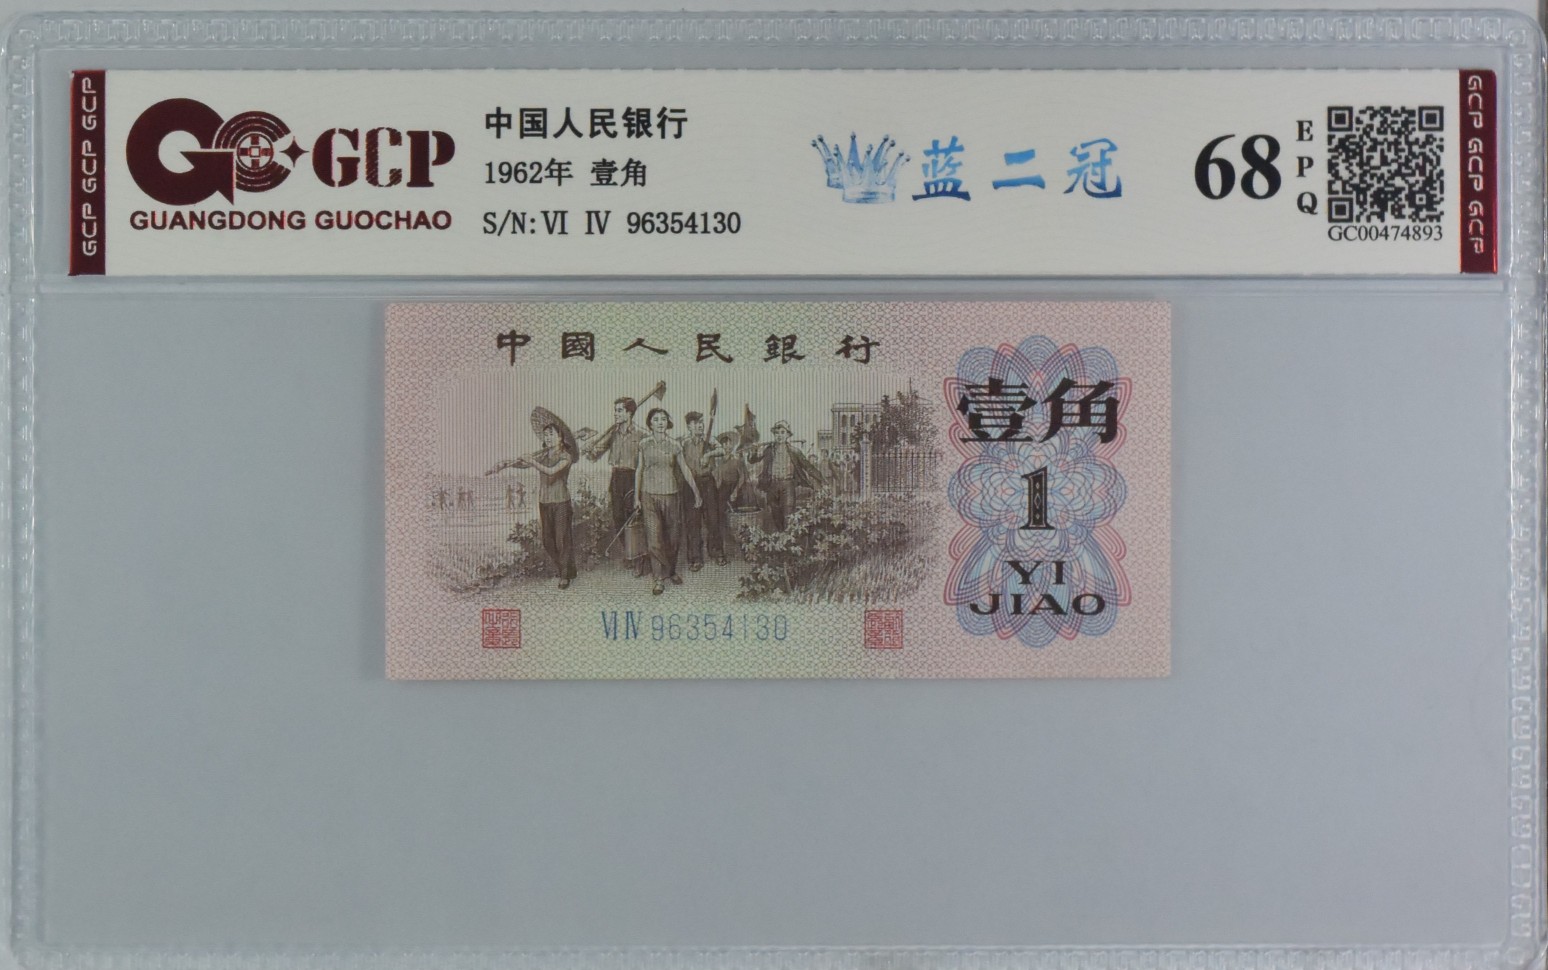 GCP GCP GCP
GCP
GUANGDONG GUOCHAO
中国人民银行
1962年 壹角
S/N: VI IV 96354130
蓝二冠
68
EPQ
GC00474893
GCP GCP GCP
中國人民銀行
壹角
1
YI
JIAO
VI IV 96354130